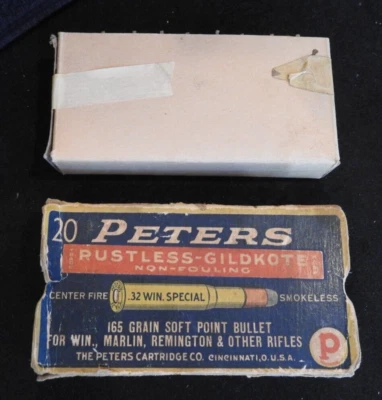 20 PETERS
RUSTLESS-GILDKOTE
NON-FOULING
CENTER FIRE .32 WIN. SPECIAL SMOKELESS
165 GRAIN SOFT POINT BULLET
FOR WIN., MARLIN, REMINGTON & OTHER RIFLES
THE PETERS CARTRIDGE CO. CINCINNATI, O. U.S.A.
P